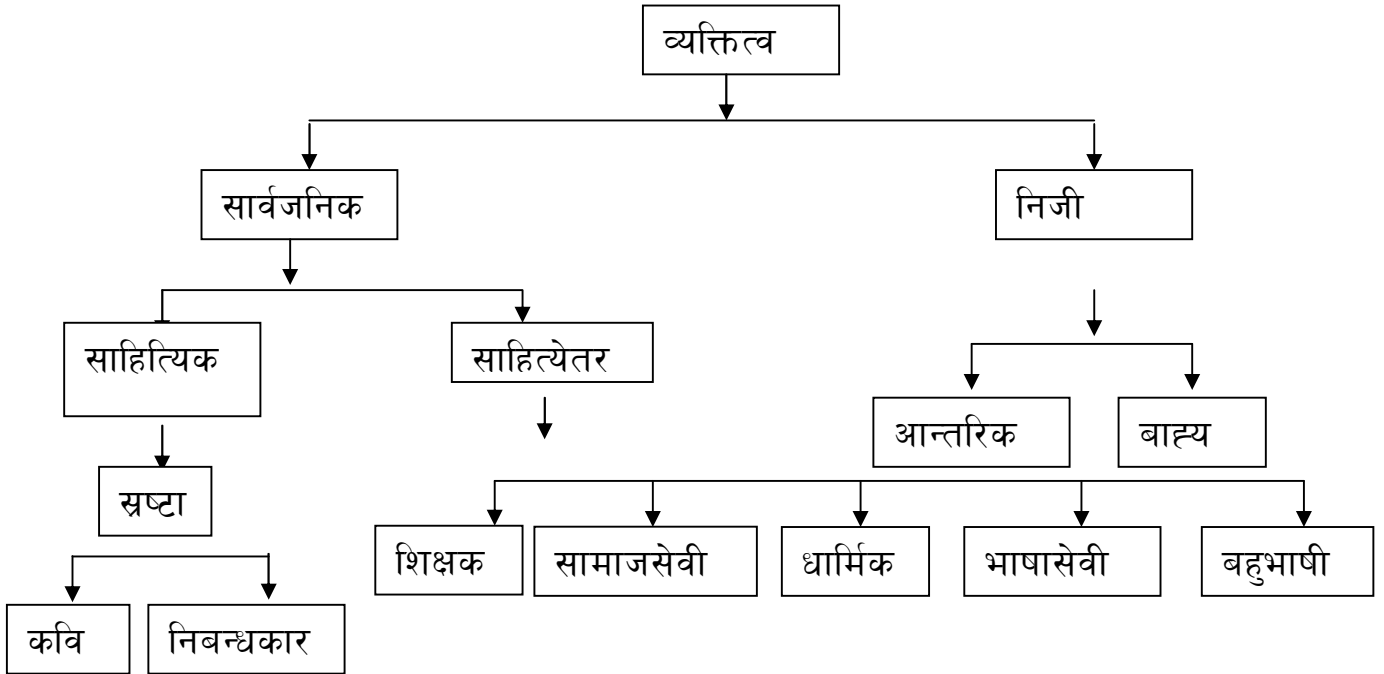 व्यक्तित्व
सार्वजनिक
निजी
साहित्यिक
साहित्येतर
आन्तरिक
बाह्य
स्रष्टा
शिक्षक
सामाजसेवी
धार्मिक
भाषासेवी
बहुभाषी
कवि
निबन्धकार